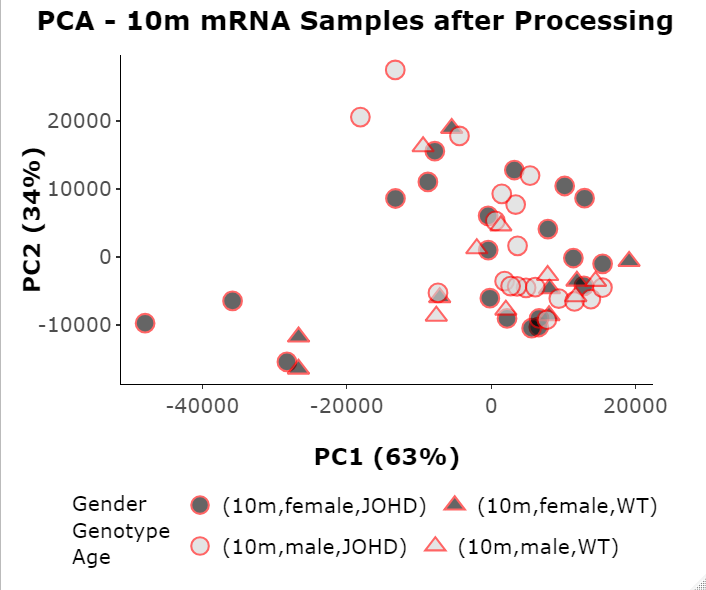 PCA - 10m mRNA Samples after Processing
PC2 (34%)
20000
10000
0
-10000
-40000 -20000 0 20000
PC1 (63%)
Gender
Genotype
Age
(10m,female,JOHD) (10m,female,WT)
(10m,male,JOHD) (10m,male,WT)